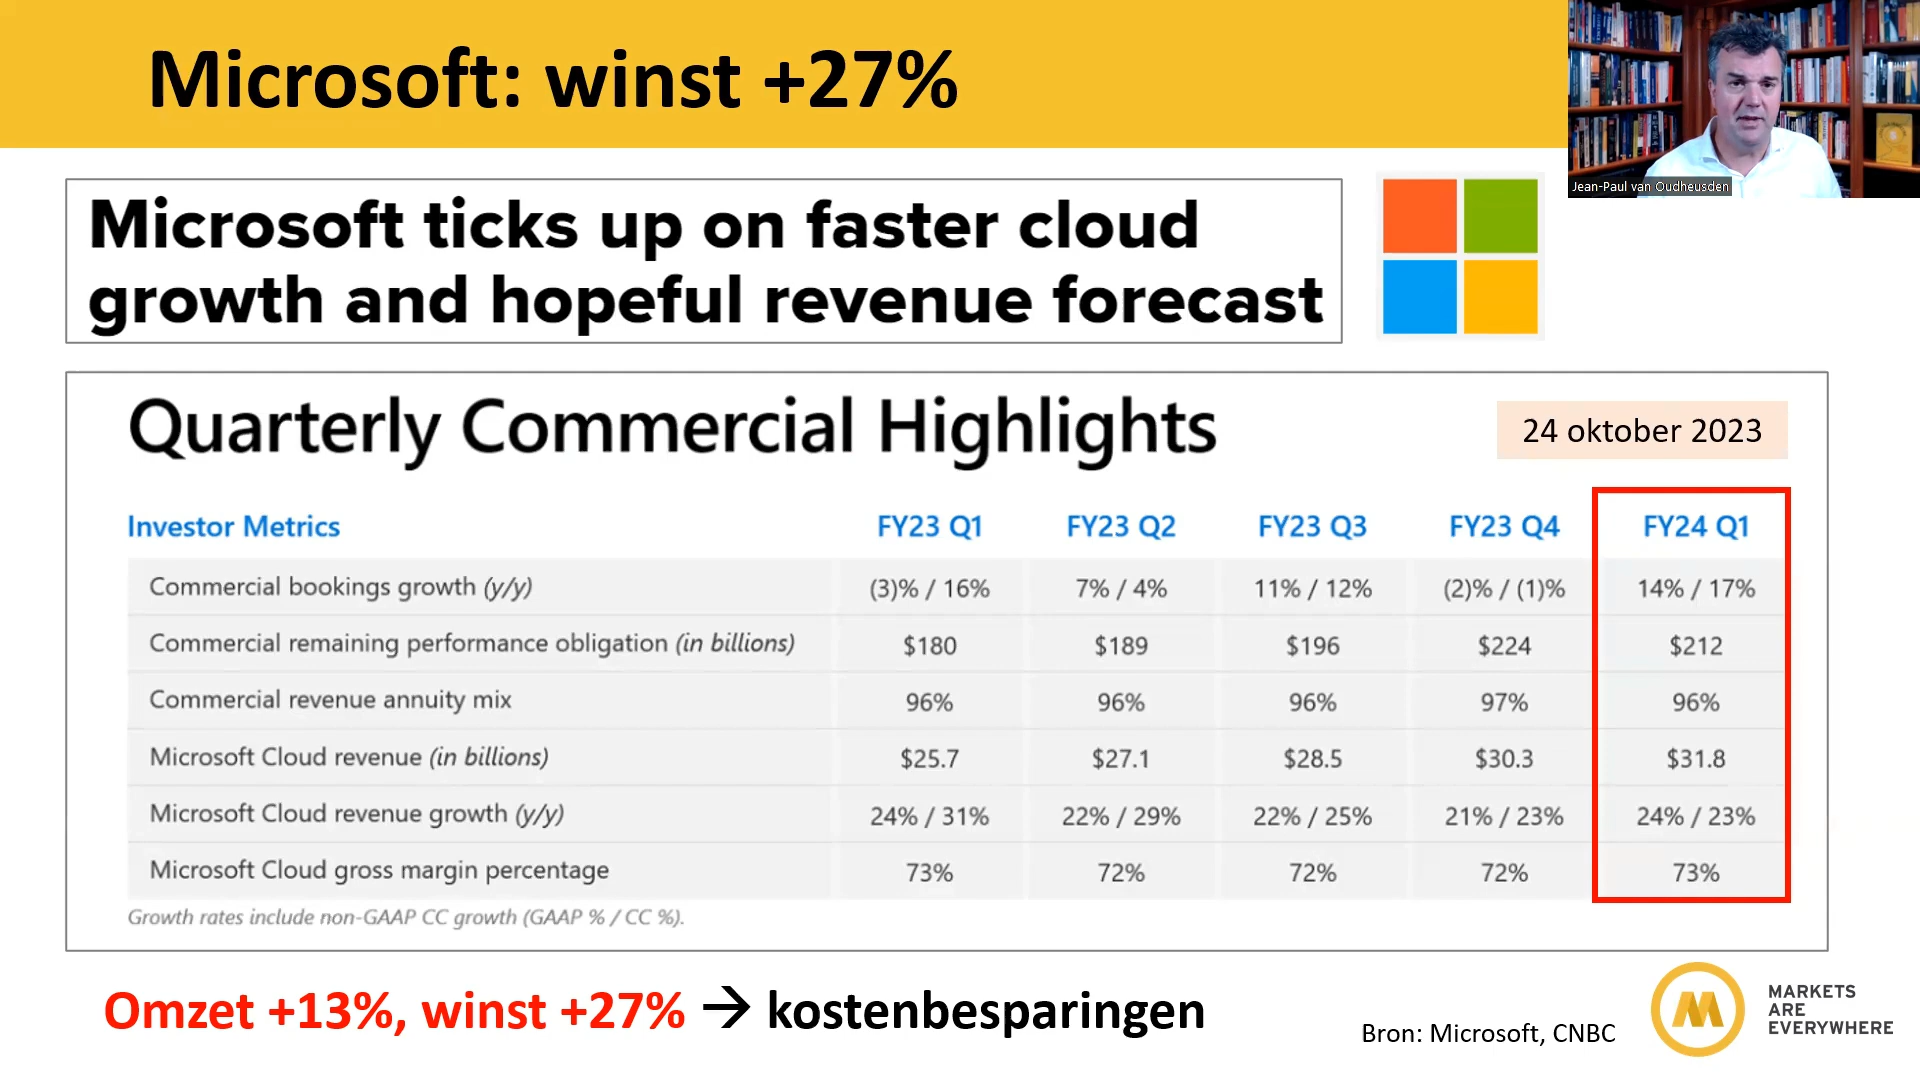 Microsoft: winst +27%
Jean-Paul van Oudheusden
Microsoft ticks up on faster cloud
growth and hopeful revenue forecast
Quarterly Commercial Highlights
24 oktober 2023
Investor Metrics FY23 Q1 FY23 Q2 FY23 Q3 FY23 Q4 FY24 Q1
Commercial bookings growth (y/y) (3)% / 16% 7% / 4% 11% / 12% (2)% / (1)% 14% / 17%
Commercial remaining performance obligation (in billions) $180 $189 $196 $224 $212
Commercial revenue annuity mix 96% 96% 96% 97% 96%
Microsoft Cloud revenue (in billions) $25.7 $27.1 $28.5 $30.3 $31.8
Microsoft Cloud revenue growth (y/y) 24% / 31% 22% / 29% 22% / 25% 21% / 23% 24% / 23%
Microsoft Cloud gross margin percentage 73% 72% 72% 72% 73%
Growth rates include non-GAAP CC growth (GAAP % / CC %).
Omzet +13%, winst +27% → kostenbesparingen
Bron: Microsoft, CNBC
MARKETS
ARE
EVERYWHERE